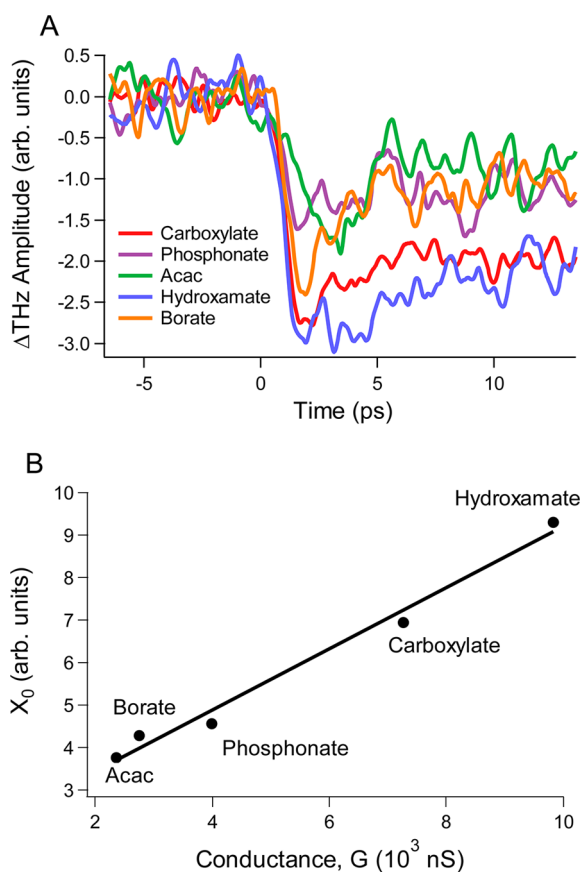 A
ΔTHz Amplitude (arb. units)
0.5
0.0
-0.5
-1.0
-1.5
-2.0
-2.5
-3.0
Carboxylate
Phosphonate
Acac
Hydroxamate
Borate
-5
0
5
10
Time (ps)
B
X₀ (arb. units)
10
9
8
7
6
5
4
3
Hydroxamate
Carboxylate
Borate
Phosphonate
Acac
2
4
6
8
10
Conductance, G (10³ nS)